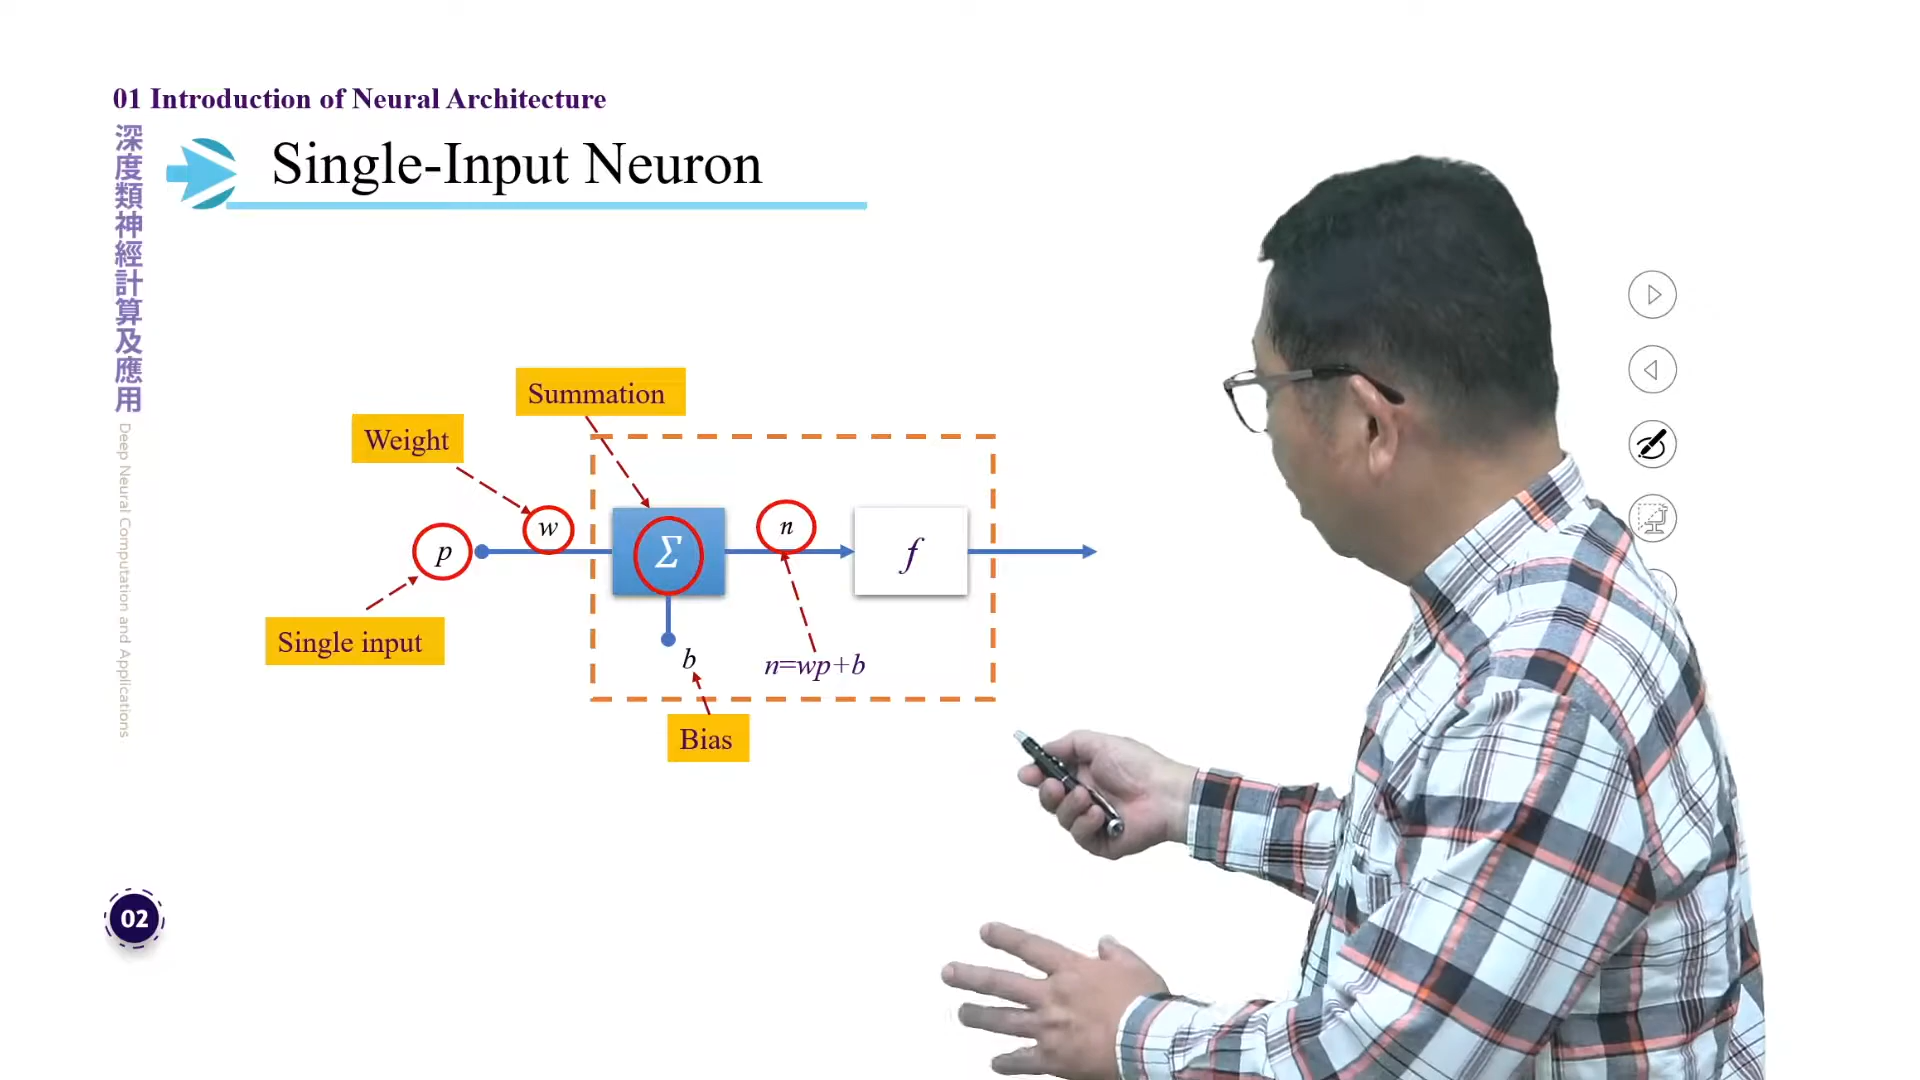 01 Introduction of Neural Architecture
深度類神經計算及應用
Deep Neural Computation and Applications
Single-Input Neuron
Summation
Weight
w
n
p
Σ
f
Single input
b
n=wp+b
Bias
02